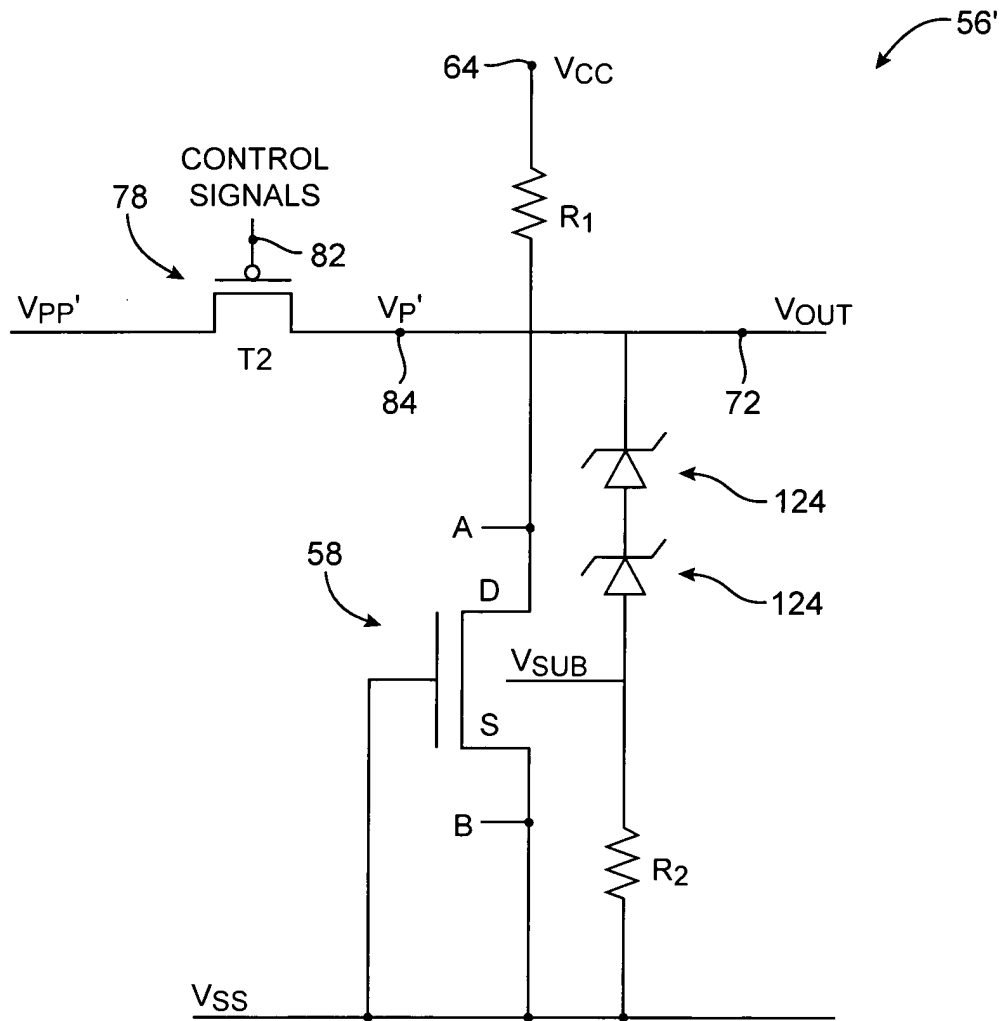 56'
64 VCC
CONTROL
SIGNALS
78
82
R1
VPP'
VP'
VOUT
T2
84
72
124
A
58
D
124
VSUB
S
B
R2
VSS